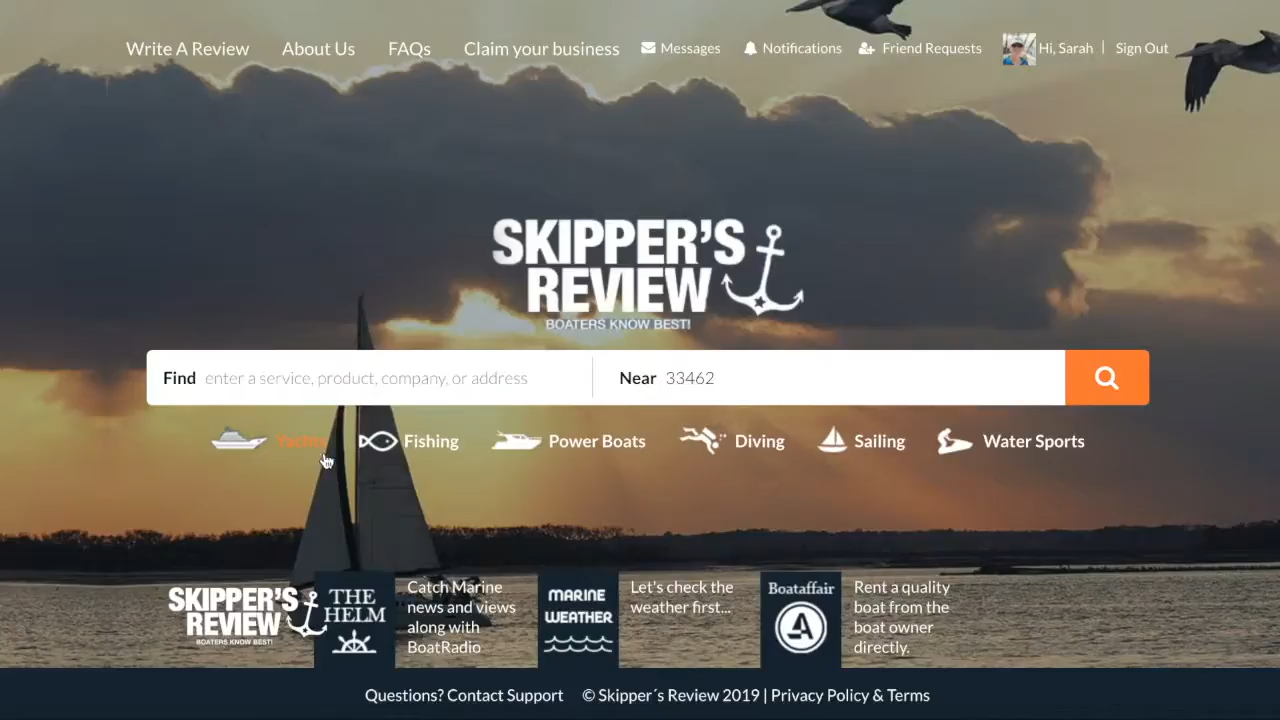 Write A Review About Us FAQs Claim your business Messages Notifications Friend Requests Hi, Sarah | Sign Out
SKIPPER'S
REVIEW
BOATERS KNOW BEST!
Find enter a service, product, company, or address Near 33462
Yachts Fishing Power Boats Diving Sailing Water Sports
SKIPPER'S
REVIEW
BOATERS KNOW BEST!
THE
HELM
Catch Marine
news and views
along with
BoatRadio
MARINE
WEATHER
Let's check the
weather first...
Boataffair
A
Rent a quality
boat from the
boat owner
directly.
Questions? Contact Support © Skipper´s Review 2019 | Privacy Policy & Terms